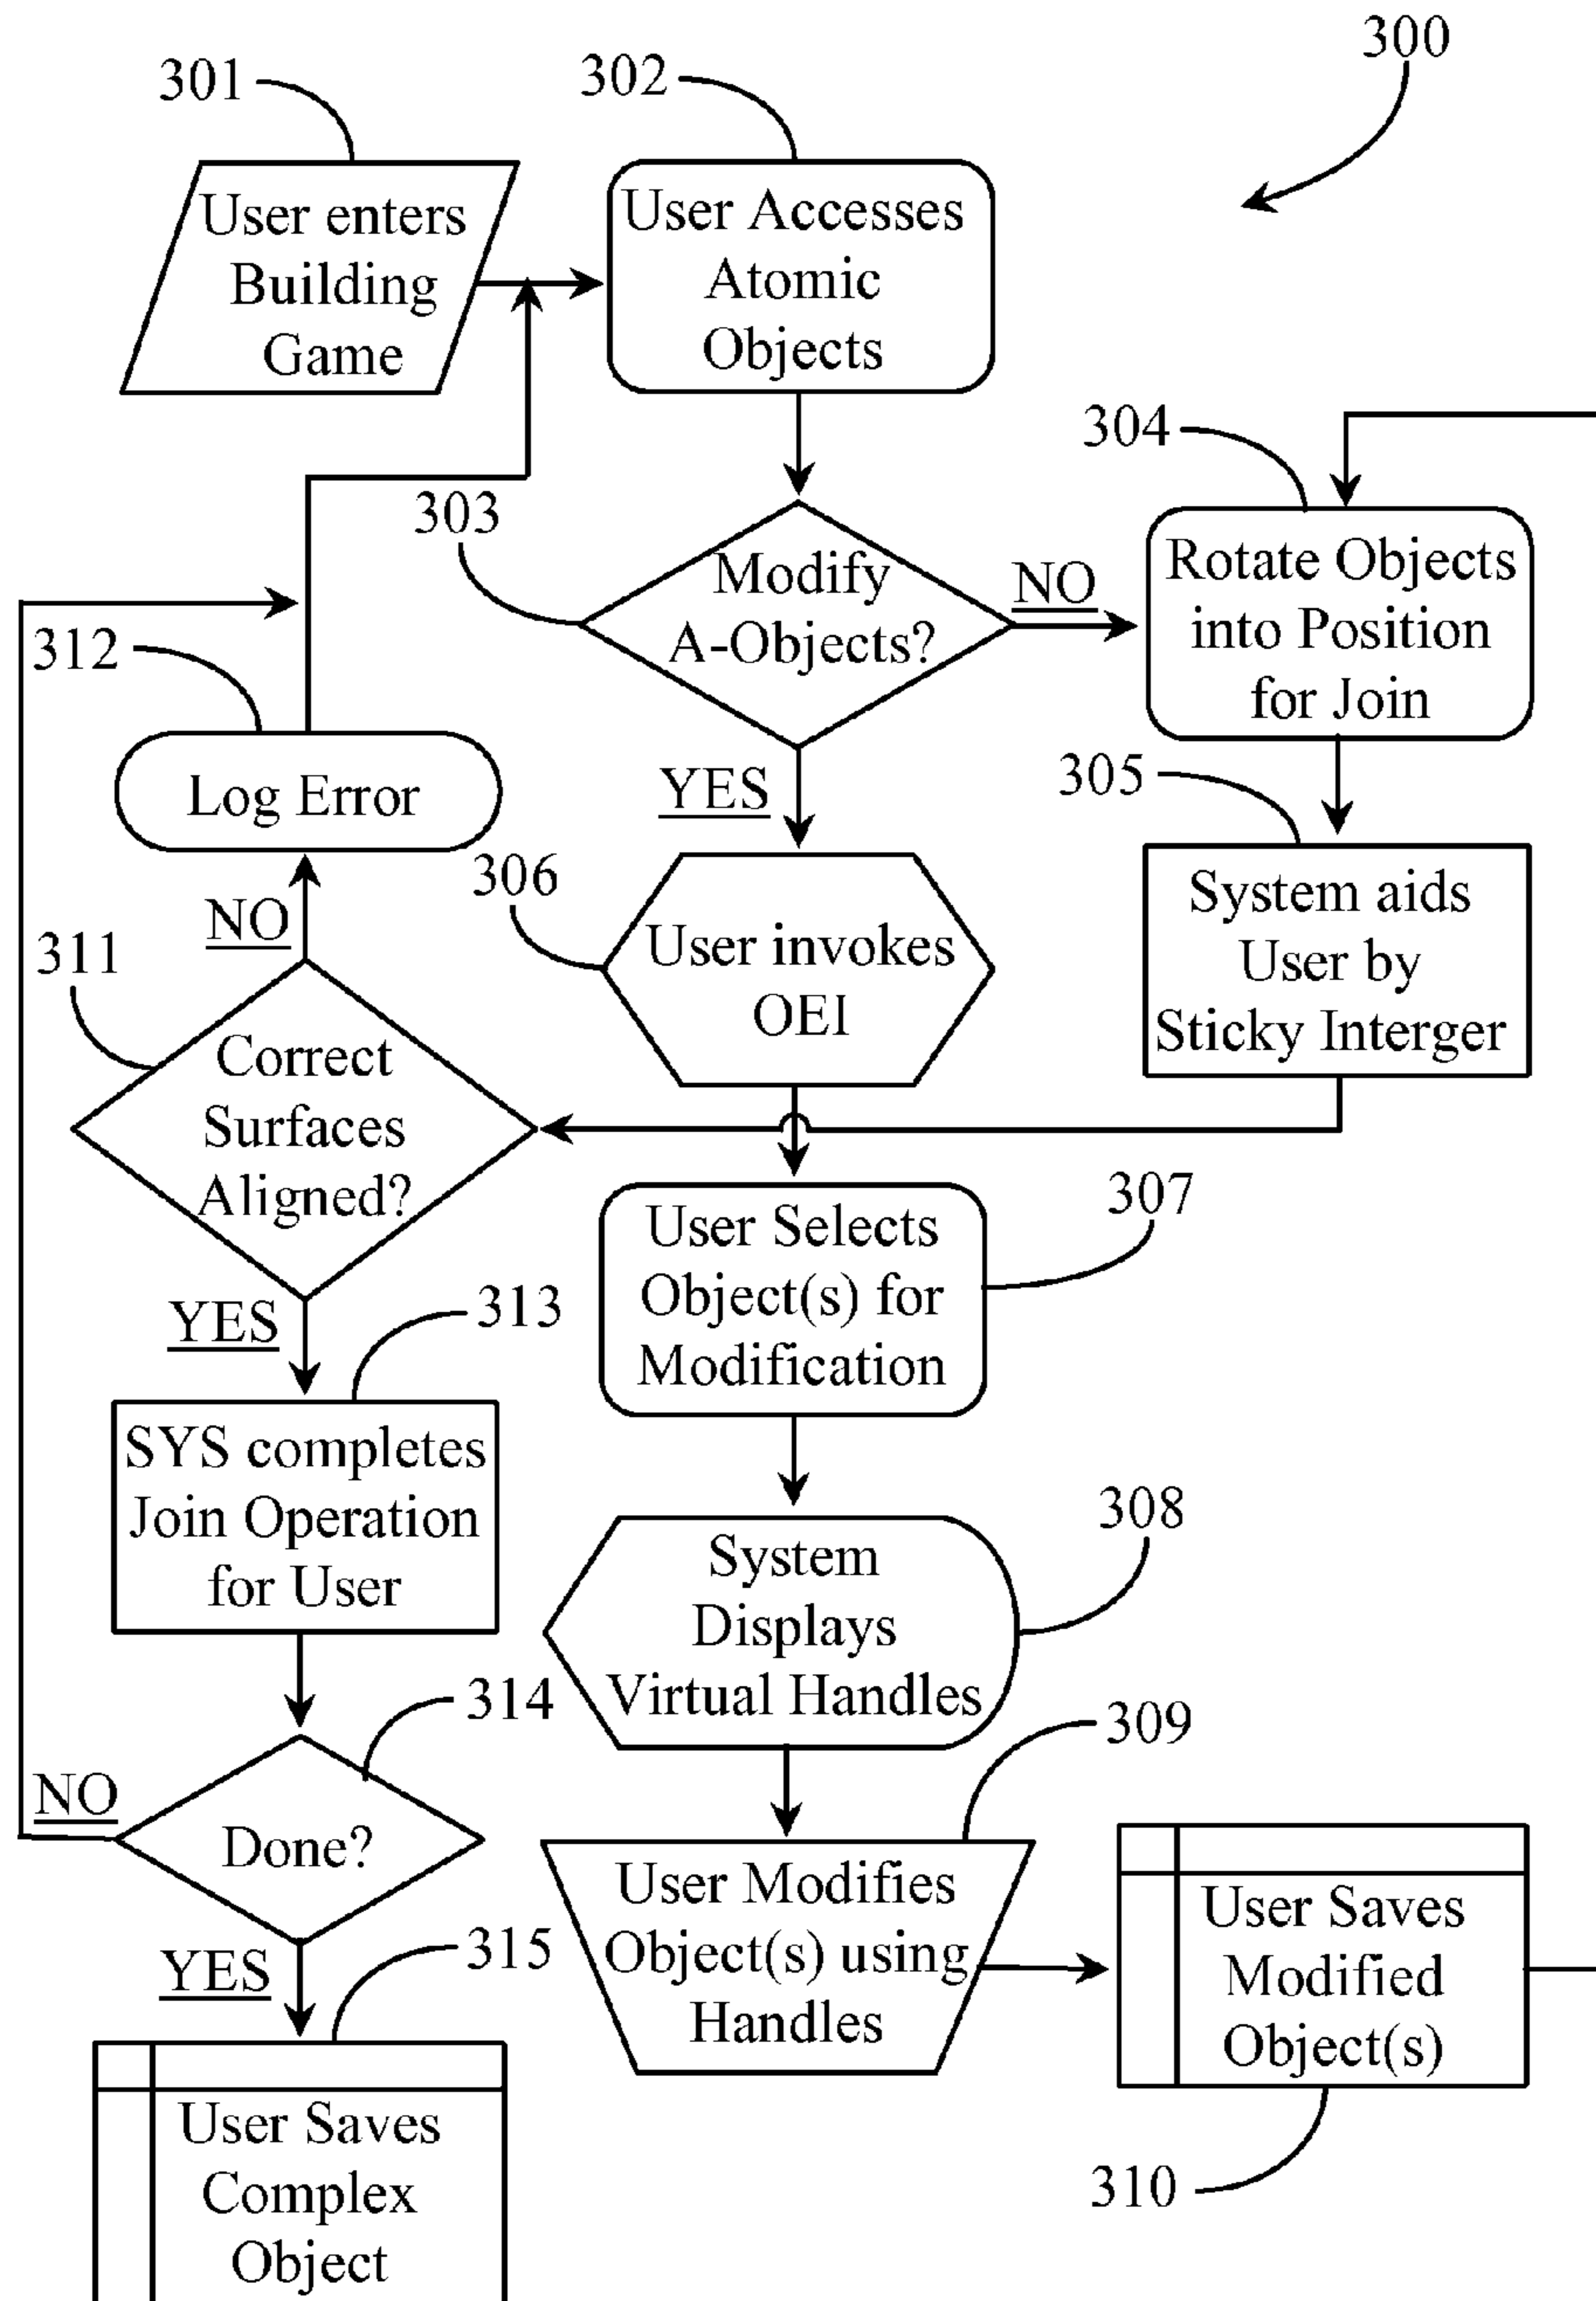 300
301
302
User enters
Building
Game
User Accesses
Atomic
Objects
303
304
Modify
A-Objects?
NO
Rotate Objects
into Position
for Join
312
Log Error
YES
305
306
User invokes
OEI
System aids
User by
Sticky Interger
NO
311
Correct
Surfaces
Aligned?
307
User Selects
Object(s) for
Modification
YES
313
SYS completes
Join Operation
for User
308
System
Displays
Virtual Handles
314
309
NO
Done?
User Modifies
Object(s) using
Handles
User Saves
Modified
Object(s)
YES
315
310
User Saves
Complex
Object